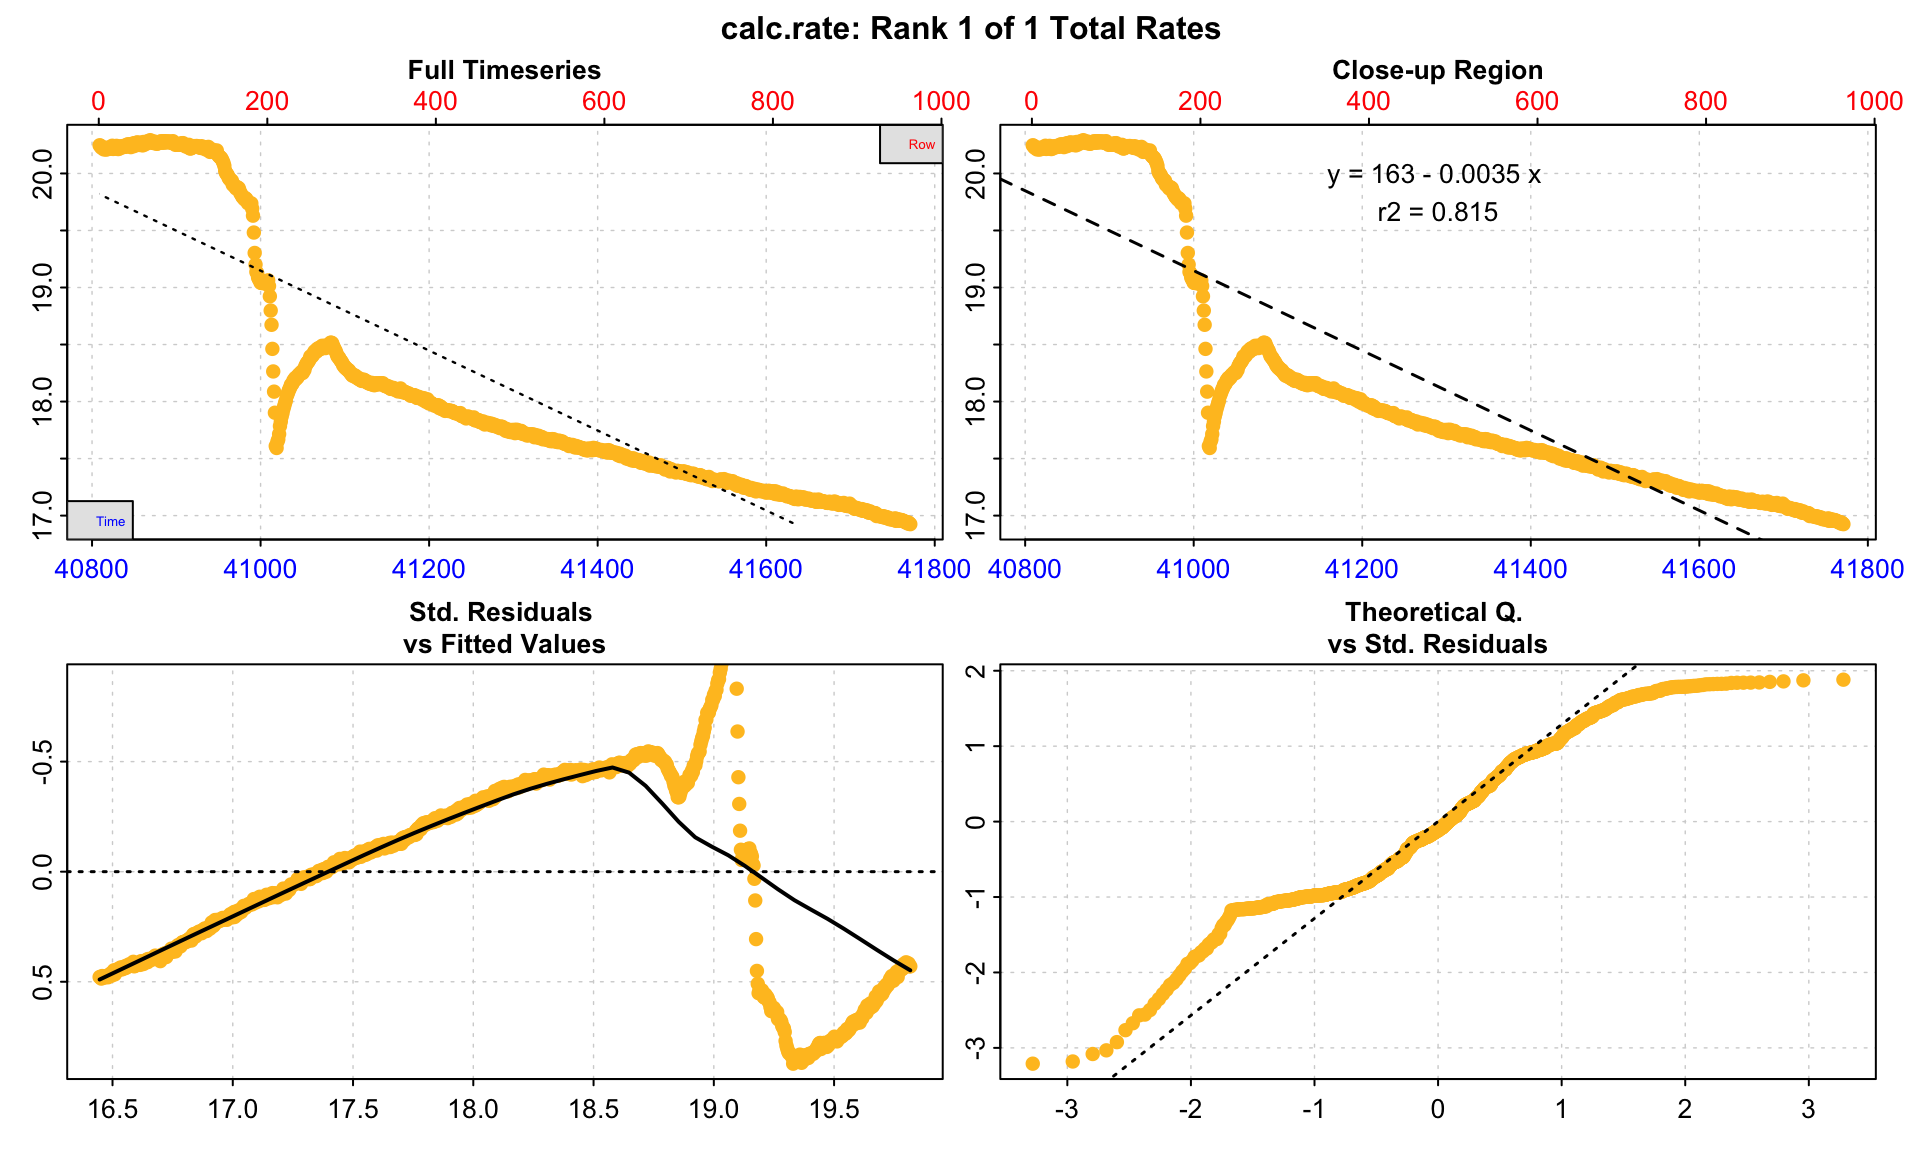 calc.rate: Rank 1 of 1 Total Rates
Full Timeseries
0 200 400 600 800 1000
Row
20.0
19.0
18.0
17.0
Time
40800 41000 41200 41400 41600 41800
Close-up Region
0 200 400 600 800 1000
y = 163 - 0.0035 x
r2 = 0.815
20.0
19.0
18.0
17.0
40800 41000 41200 41400 41600 41800
Std. Residuals
vs Fitted Values
-0.5
0.0
0.5
16.5 17.0 17.5 18.0 18.5 19.0 19.5
Theoretical Q.
vs Std. Residuals
2
1
0
-1
-2
-3
-3 -2 -1 0 1 2 3